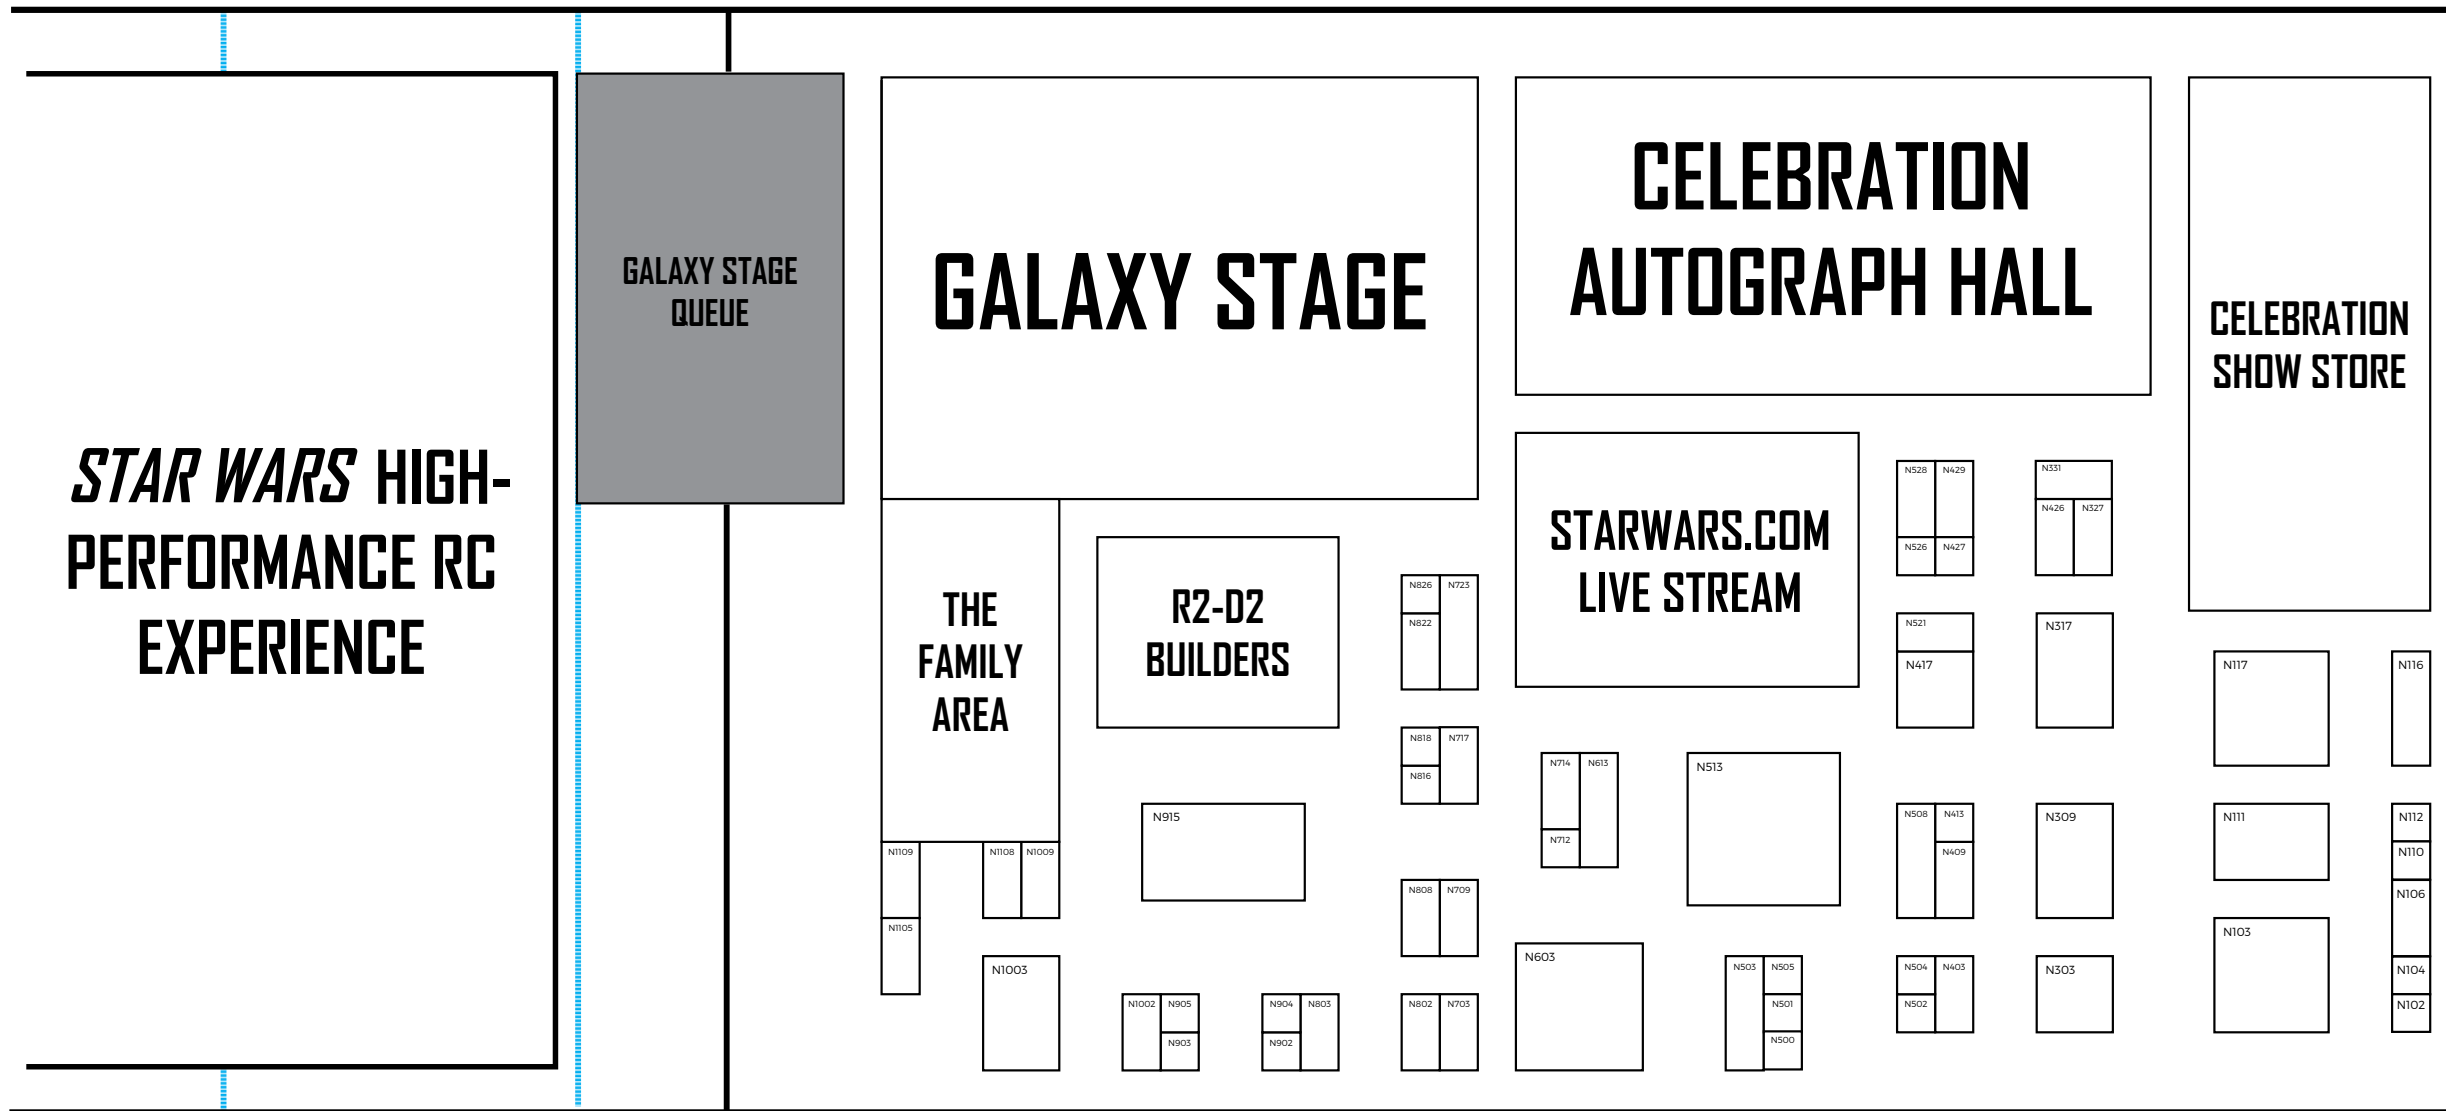 STAR WARS HIGH-
PERFORMANCE RC
EXPERIENCE
GALAXY STAGE
QUEUE
GALAXY STAGE
CELEBRATION
AUTOGRAPH HALL
CELEBRATION
SHOW STORE
THE
FAMILY
AREA
R2-D2
BUILDERS
STARWARS.COM
LIVE STREAM
N528 N429
N526 N427
N331
N426 N327
N826 N723
N822
N521
N417
N317
N117
N116
N818 N717
N816
N714 N613
N712
N513
N915
N508 N413
N409
N309
N111
N112
N110
N106
N104
N102
N1109
N1105
N1108 N1009
N808 N709
N103
N1003
N603
N503 N505
N501
N500
N504 N403
N502
N303
N1002 N905
N903
N904 N803
N902
N802 N703